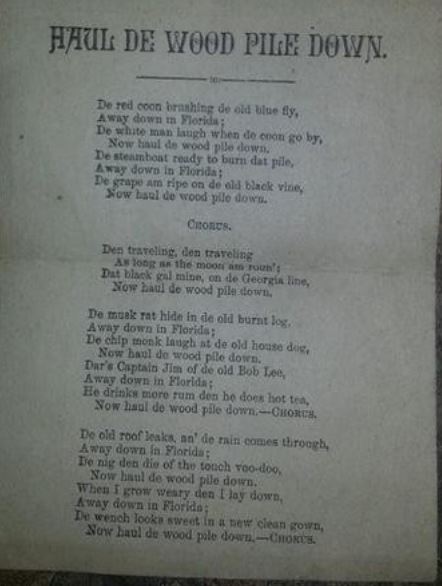 HAUL DE WOOD PILE DOWN.
De red coon brushing de old blue fly,
Away down in Florida;
De white man laugh when de coon go by,
Now haul de wood pile down.
De steamboat ready to burn dat pile,
Away down in Florida;
De grape am ripe on de old black vine,
Now haul de wood pile down.
CHORUS.
Den traveling, den traveling
As long as the moon am roun';
Dat black gal mine, on de Georgia line,
Now haul de wood pile down.
De musk rat hide in de old burnt log,
Away down in Florida;
De chip monk laugh at de old house dog,
Now haul de wood pile down.
Dar's Captain Jim of de old Bob Lee,
Away down in Florida;
He drinks more rum den he does hot tea,
Now haul de wood pile down.—CHORUS.
De old roof leaks, an' de rain comes through,
Away down in Florida;
De nig den die of the touch voo-doo,
Now haul de wood pile down.
When I grow weary den I lay down,
Away down in Florida;
De wench looks sweet in a new clean gown,
Now haul de wood pile down.—CHORUS.